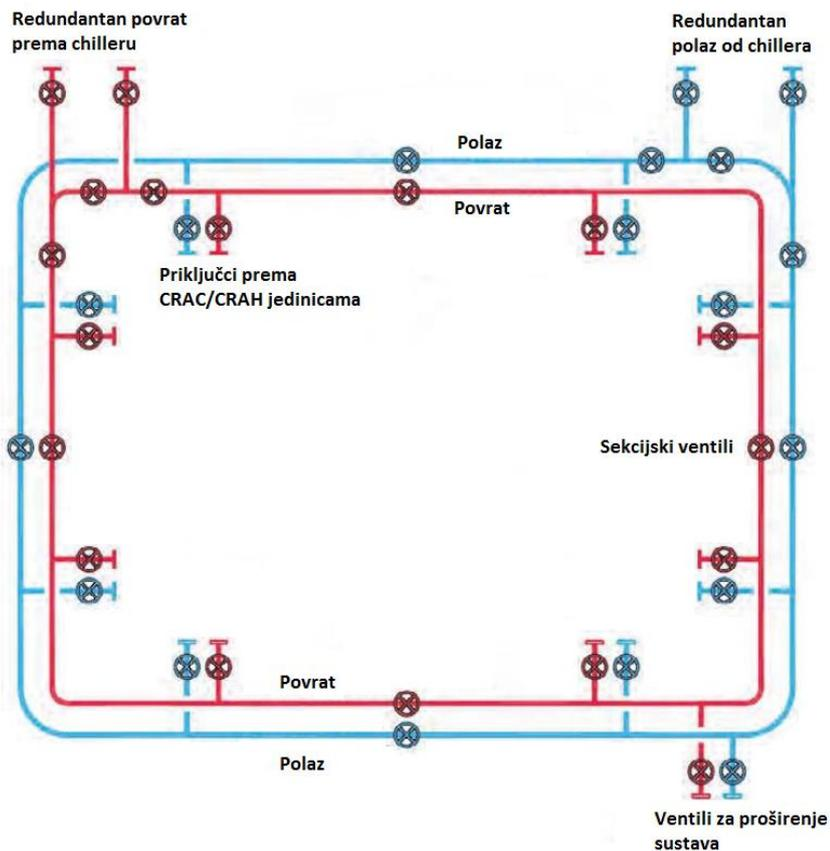 Redundantan povrat
prema chilleru
Redundantan
polaz od chillera
Polaz
Povrat
Priključci prema
CRAC/CRAH jedinicama
Sekcijski ventili
Povrat
Polaz
Ventili za proširenje
sustava